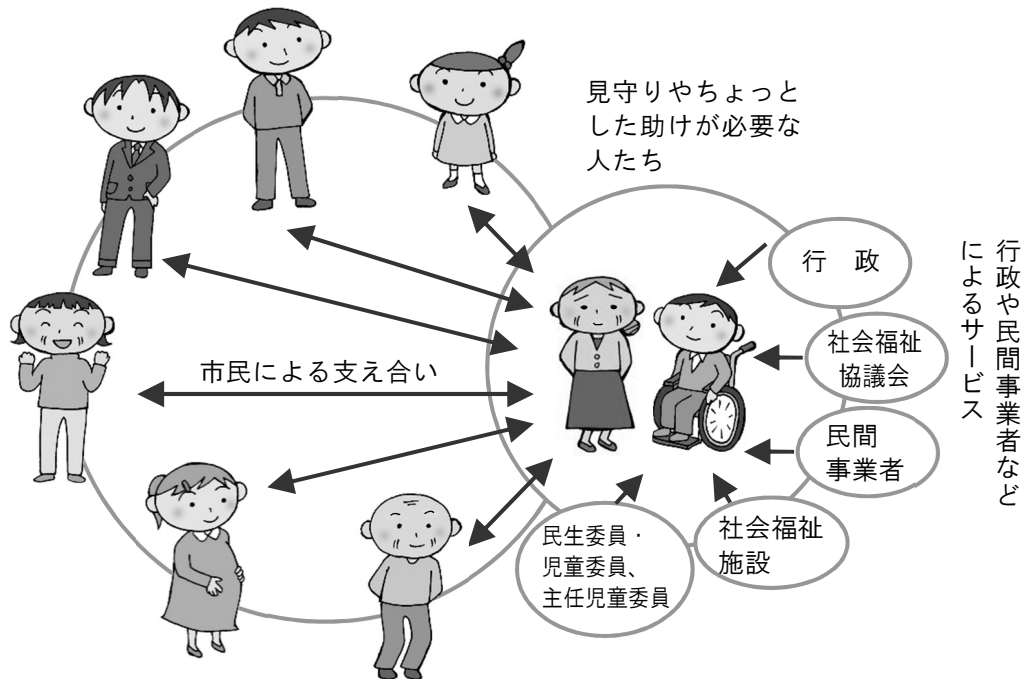 見守りやちょっと
した助けが必要な
人たち
行政や民間事業者など
によるサービス
行　政
社会福祉
協議会
市民による支え合い
民間
事業者
社会福祉
施設
民生委員・
児童委員、
主任児童委員